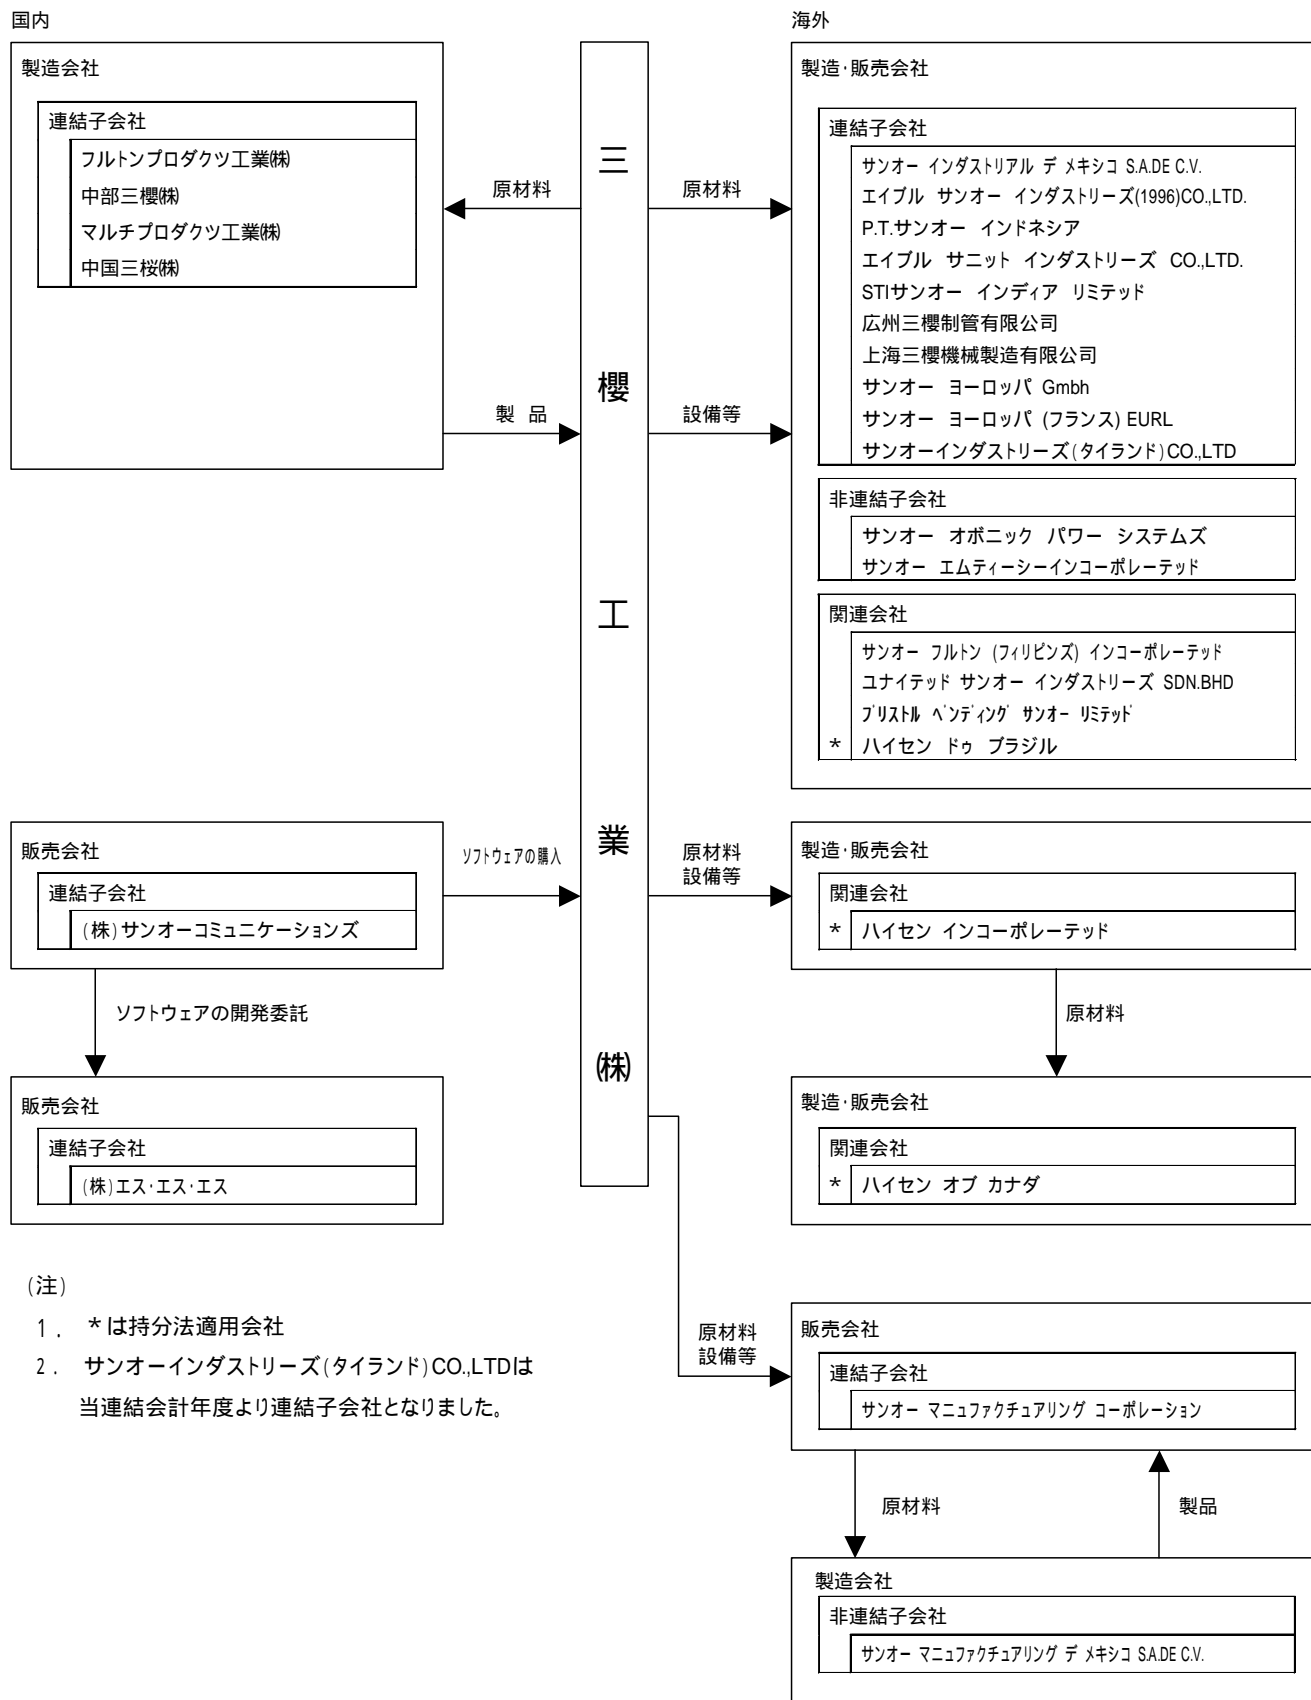 国内
製造会社
連結子会社
フルトンプロダクツ工業㈱
中部三櫻㈱
マルチプロダクツ工業㈱
中国三桜㈱
原材料
製 品
販売会社
連結子会社
(株)サンオーコミュニケーションズ
ソフトウェアの購入
ソフトウェアの開発委託
販売会社
連結子会社
(株)エス・エス・エス
三櫻工業㈱
海外
製造・販売会社
原材料
設備等
連結子会社
サンオー インダストリアル デ メキシコ S.A.DE C.V.
エイブル サンオー インダストリーズ(1996)CO.,LTD.
P.T.サンオー インドネシア
エイブル サニット インダストリーズ CO.,LTD.
STIサンオー インディア リミテッド
広州三櫻制管有限公司
上海三櫻機械製造有限公司
サンオー ヨーロッパ Gmbh
サンオー ヨーロッパ (フランス) EURL
サンオーインダストリーズ(タイランド)CO.,LTD
非連結子会社
サンオー オボニック パワー システムズ
サンオー エムティーシーインコーポレーテッド
関連会社
サンオー フルトン (フィリピンズ) インコーポレーテッド
ユナイテッド サンオー インダストリーズ SDN.BHD
ブリストル ベンディング サンオー リミテッド
* ハイセン ドゥ ブラジル
原材料
設備等
製造・販売会社
関連会社
* ハイセン インコーポレーテッド
原材料
製造・販売会社
関連会社
* ハイセン オブ カナダ
原材料
設備等
販売会社
連結子会社
サンオー マニュファクチュアリング コーポレーション
原材料
製品
製造会社
非連結子会社
サンオー マニュファクチュアリング デ メキシコ S.A.DE C.V.
(注)
1. *は持分法適用会社
2. サンオーインダストリーズ(タイランド)CO.,LTDは
当連結会計年度より連結子会社となりました。